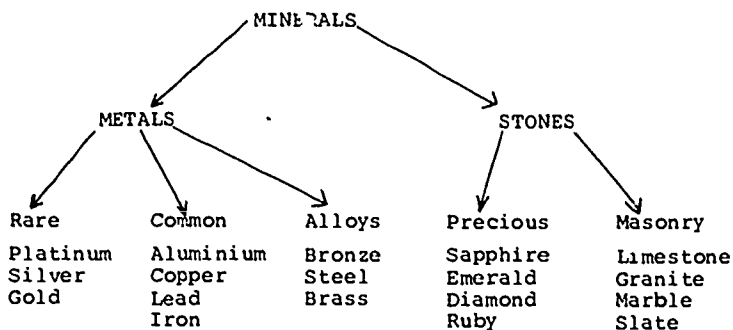 MINERALS
METALS STONES
Rare Common Alloys Precious Masonry
Platinum Aluminium Bronze Sapphire Limestone
Silver Copper Steel Emerald Granite
Gold Lead Brass Diamond Marble
Iron Ruby Slate